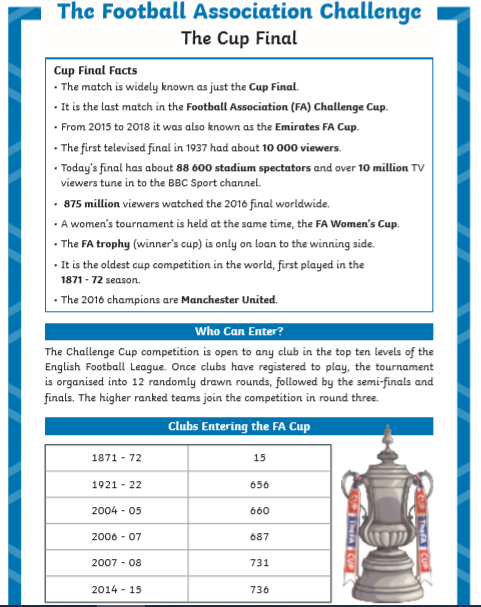 The Football Association Challenge
The Cup Final
Cup Final Facts
• The match is widely known as just the Cup Final.
• It is the last match in the Football Association (FA) Challenge Cup.
• From 2015 to 2018 it was also known as the Emirates FA Cup.
• The first televised final in 1937 had about 10 000 viewers.
• Today's final has about 88 600 stadium spectators and over 10 million TV
viewers tune in to the BBC Sport channel.
• 875 million viewers watched the 2016 final worldwide.
• A women's tournament is held at the same time, the FA Women's Cup.
• The FA trophy (winner's cup) is only on loan to the winning side.
• It is the oldest cup competition in the world, first played in the
1871 - 72 season.
• The 2016 champions are Manchester United.
Who Can Enter?
The Challenge Cup competition is open to any club in the top ten levels of the
English Football League. Once clubs have registered to play, the tournament
is organised into 12 randomly drawn rounds, followed by the semi-finals and
finals. The higher ranked teams join the competition in round three.
Clubs Entering the FA Cup
1871 - 72 15
1921 - 22 656
2004 - 05 660
2006 - 07 687
2007 - 08 731
2014 - 15 736
CUP TheFA CUP
CUP TheFA CUP